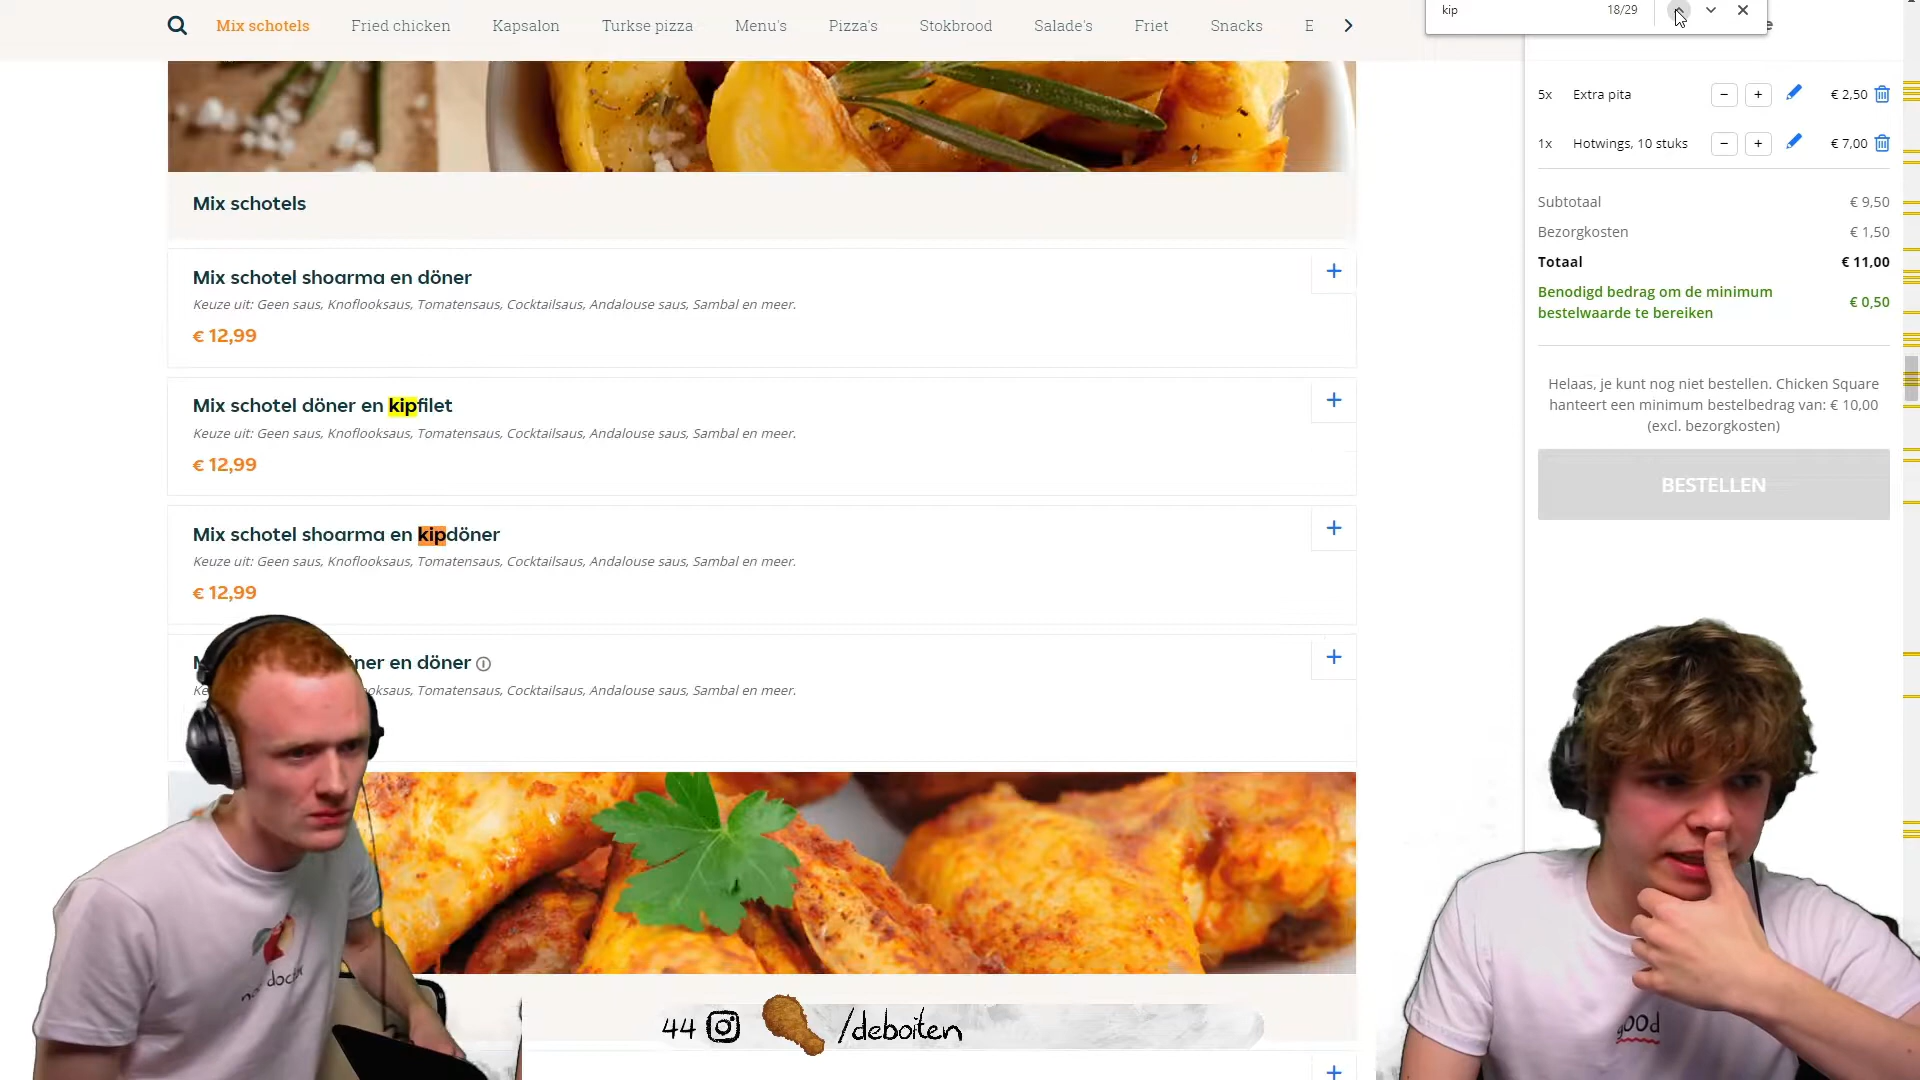 Mix schotels Fried chicken Kapsalon Turkse pizza Menu's Pizza's Stokbrood Salade's Friet Snacks E
kip 18/29
e
5x Extra pita − + € 2,50
1x Hotwings, 10 stuks − + € 7,00
Subtotaal € 9,50
Bezorgkosten € 1,50
Totaal € 11,00
Benodigd bedrag om de minimum
bestelwaarde te bereiken € 0,50
Helaas, je kunt nog niet bestellen. Chicken Square
hanteert een minimum bestelbedrag van: € 10,00
(excl. bezorgkosten)
BESTELLEN
Mix schotels
Mix schotel shoarma en döner
Keuze uit: Geen saus, Knoflooksaus, Tomatensaus, Cocktailsaus, Andalouse saus, Sambal en meer.
€ 12,99
Mix schotel döner en kipfilet
Keuze uit: Geen saus, Knoflooksaus, Tomatensaus, Cocktailsaus, Andalouse saus, Sambal en meer.
€ 12,99
Mix schotel shoarma en kipdöner
Keuze uit: Geen saus, Knoflooksaus, Tomatensaus, Cocktailsaus, Andalouse saus, Sambal en meer.
€ 12,99
ner en döner
oksaus, Tomatensaus, Cocktailsaus, Andalouse saus, Sambal en meer.
good
44 /deboiten